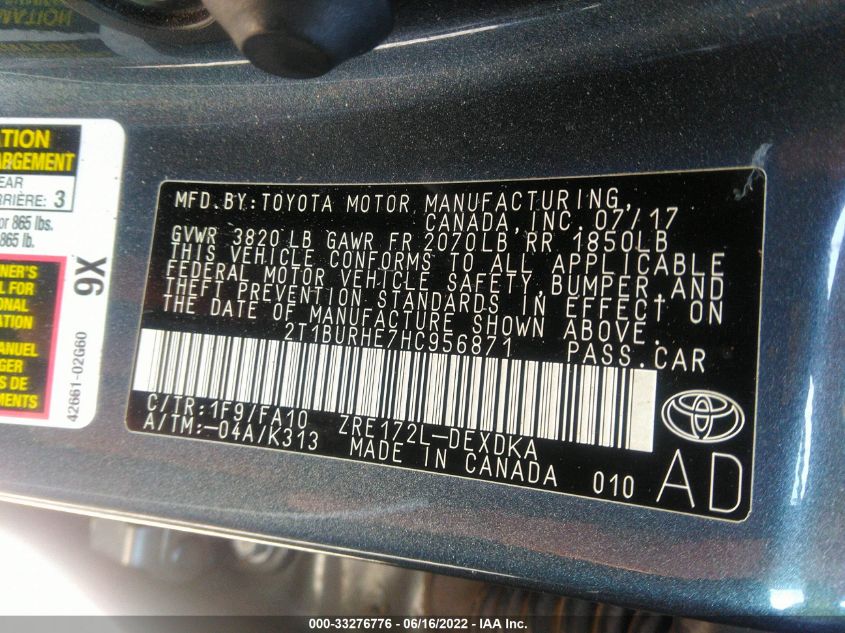 ATION
ARGEMENT
EAR
RRIÈRE: 3
or 865 lbs.
865 lb.
NER'S
L FOR
ONAL
ATION
ANUEL
GER
S DE
EMENTS
9X
42661-02G60
MFD. BY: TOYOTA MOTOR MANUFACTURING,
CANADA, INC. 07/17
GVWR 3820 LB GAWR FR 2070LB RR 1850LB
THIS VEHICLE CONFORMS TO ALL APPLICABLE
FEDERAL MOTOR VEHICLE SAFETY, BUMPER, AND
THEFT PREVENTION STANDARDS IN EFFECT ON
THE DATE OF MANUFACTURE SHOWN ABOVE.
2T1BURHE7HC956871 PASS. CAR
C/TR: 1F9/FA10 ZRE172L-DEXDKA
A/TM: -04A/K313 MADE IN CANADA 010
AD
000-33276776 - 06/16/2022 - IAA Inc.